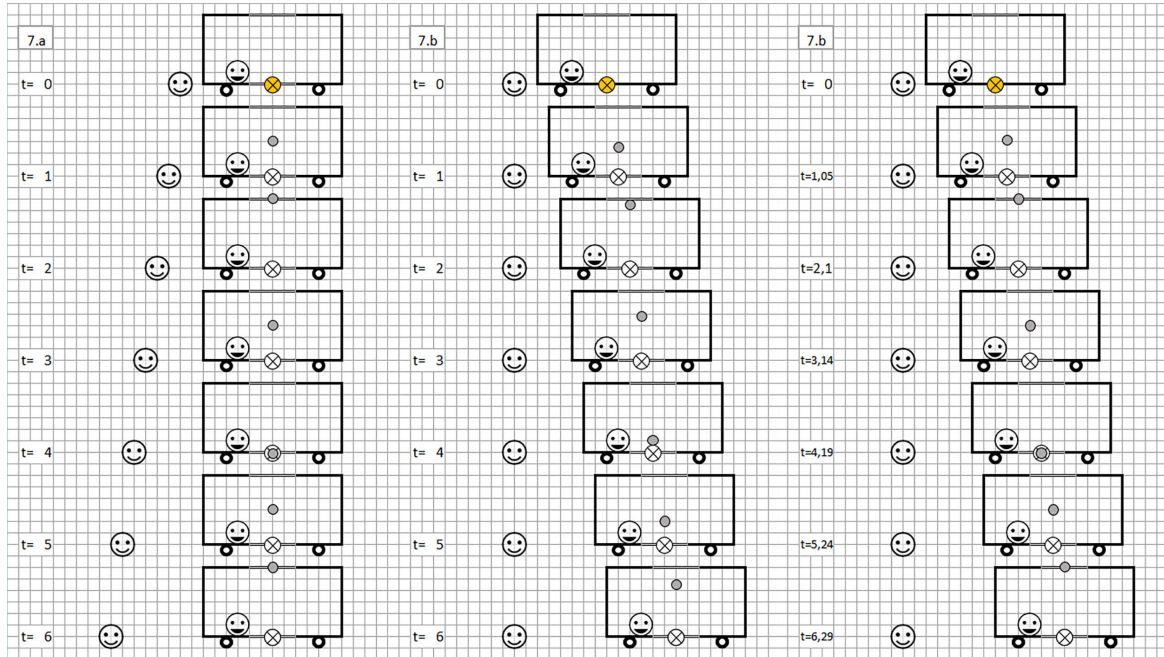 7.a
t= 0
t= 1
t= 2
t= 3
t= 4
t= 5
t= 6
7.b
t= 0
t= 1
t= 2
t= 3
t= 4
t= 5
t= 6
7.b
t= 0
t=1,05
t=2,1
t=3,14
t=4,19
t=5,24
t=6,29